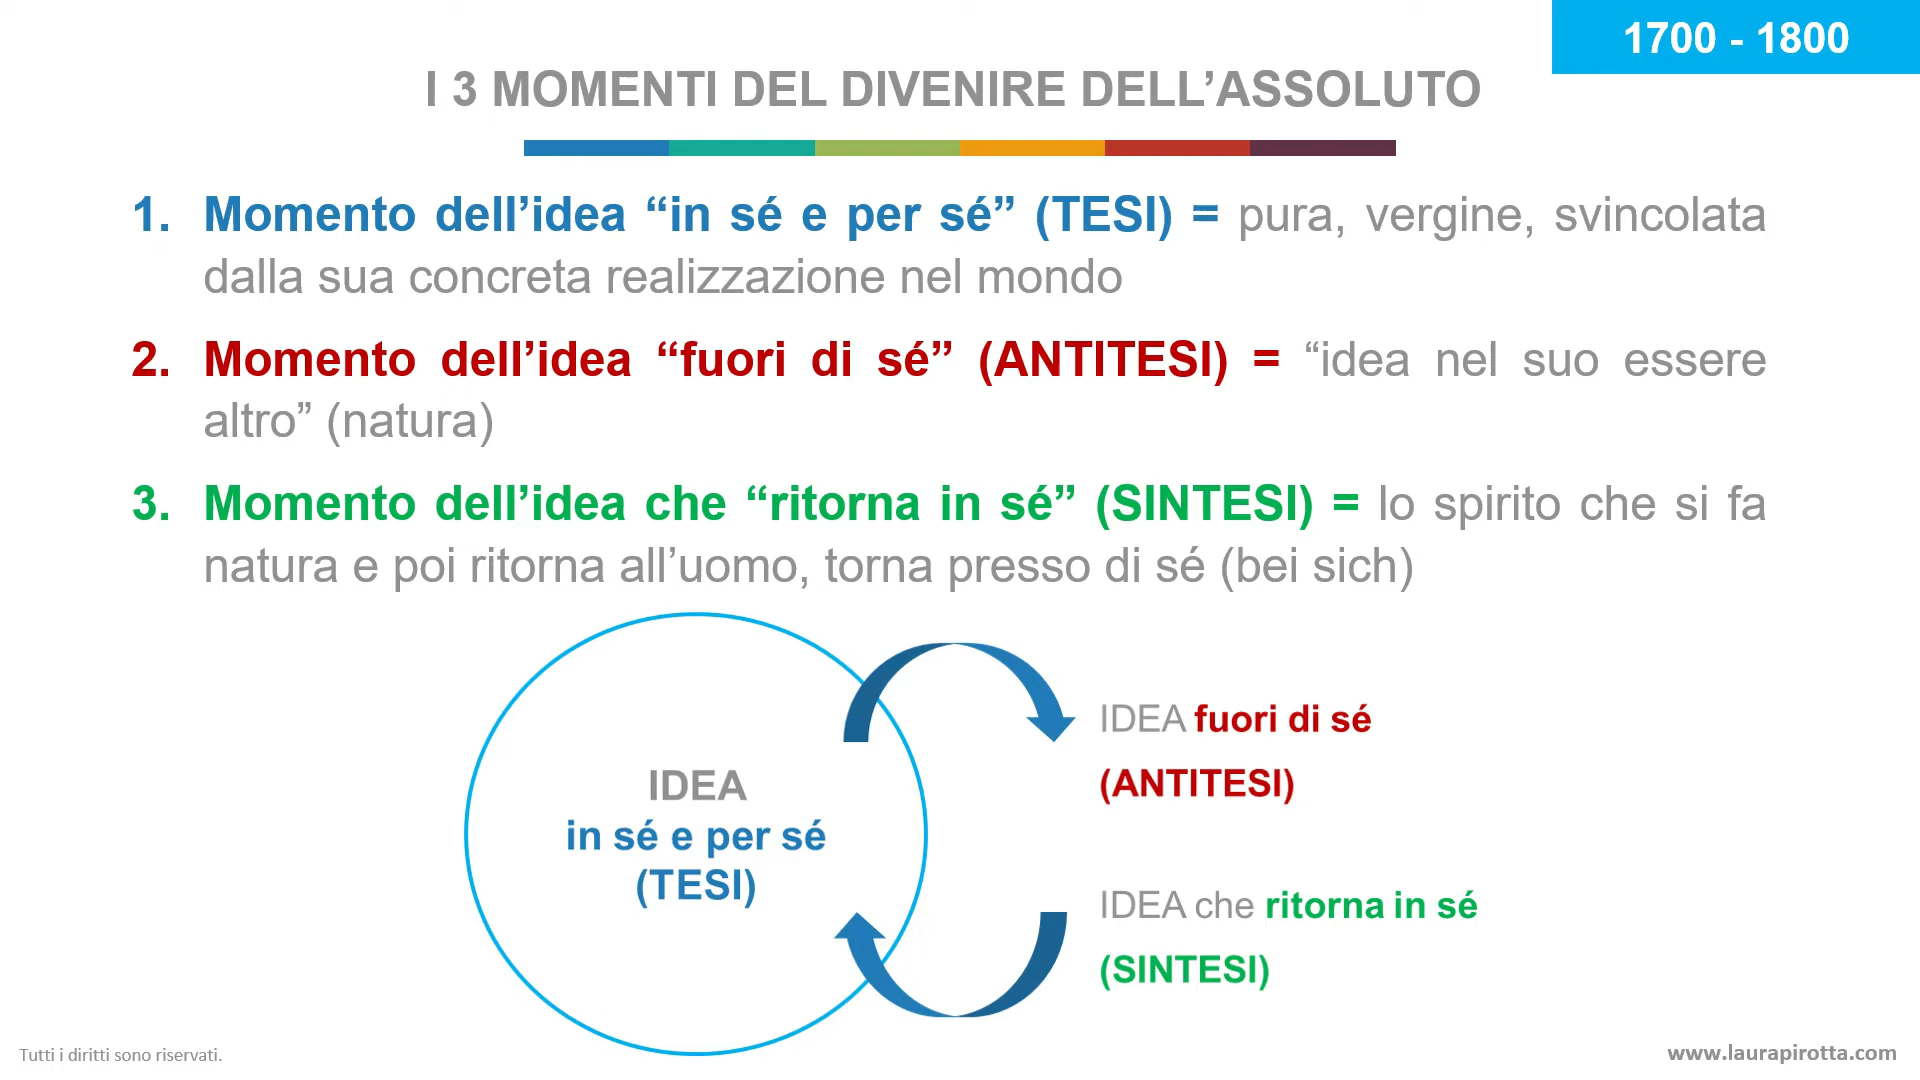 1700 - 1800
I 3 MOMENTI DEL DIVENIRE DELL’ASSOLUTO
1. Momento dell’idea “in sé e per sé” (TESI) = pura, vergine, svincolata
dalla sua concreta realizzazione nel mondo
2. Momento dell’idea “fuori di sé” (ANTITESI) = “idea nel suo essere
altro” (natura)
3. Momento dell’idea che “ritorna in sé” (SINTESI) = lo spirito che si fa
natura e poi ritorna all’uomo, torna presso di sé (bei sich)
IDEA
in sé e per sé
(TESI)
IDEA fuori di sé
(ANTITESI)
IDEA che ritorna in sé
(SINTESI)
Tutti i diritti sono riservati.
www.laurapirotta.com